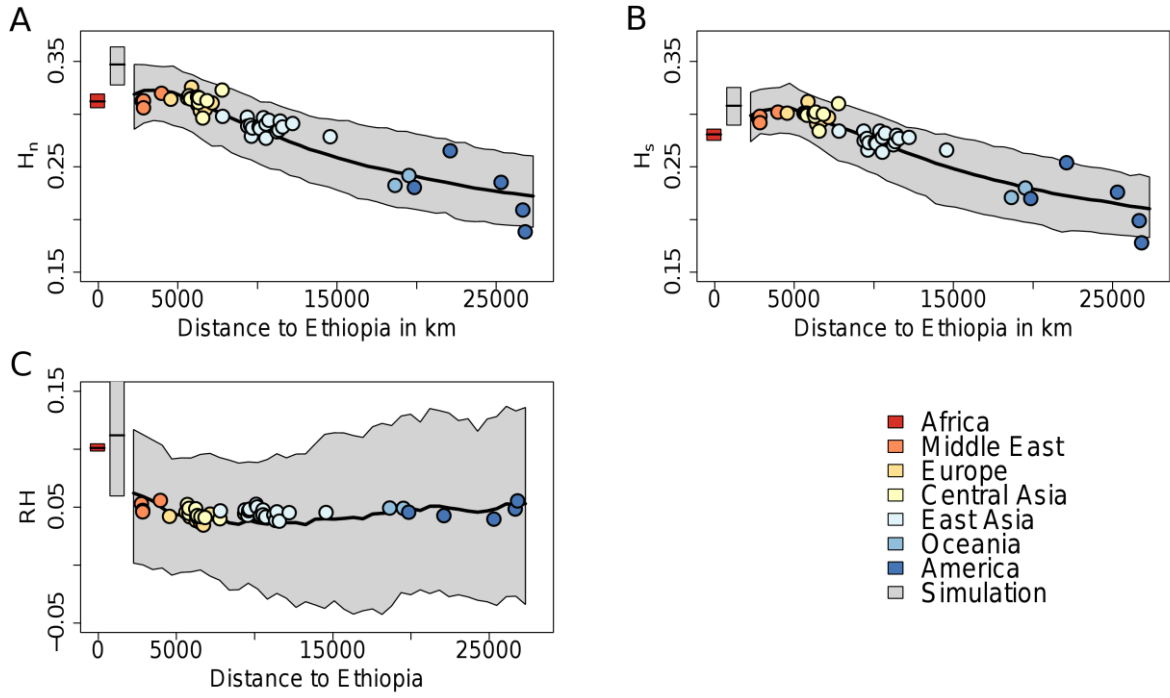 A
H_n
0.15
0.25
0.35
0
5000
15000
25000
Distance to Ethiopia in km
B
H_s
0.15
0.25
0.35
0
5000
15000
25000
Distance to Ethiopia in km
C
RH
−0.05
0.05
0.15
0
5000
15000
25000
Distance to Ethiopia
Africa
Middle East
Europe
Central Asia
East Asia
Oceania
America
Simulation